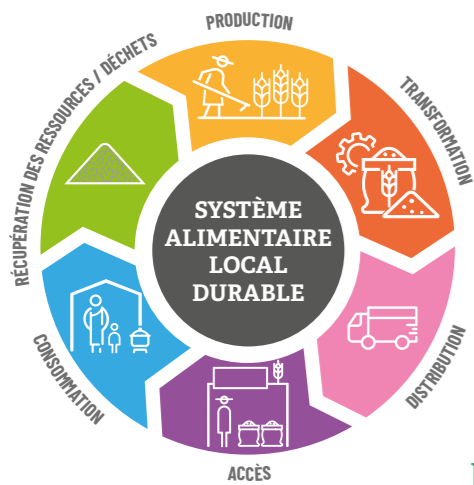 PRODUCTION
TRANSFORMATION
DISTRIBUTION
ACCÈS
CONSOMMATION
RÉCUPÉRATION DES RESSOURCES / DÉCHETS
SYSTÈME
ALIMENTAIRE
LOCAL
DURABLE